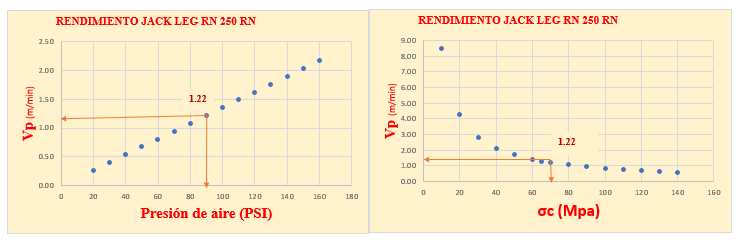 RENDIMIENTO JACK LEG RN 250 RN
2.50
2.00
1.50
1.00
0.50
0.00
Vp (m/min)
1.22
0 20 40 60 80 100 120 140 160 180
Presión de aire (PSI)
RENDIMIENTO JACK LEG RN 250 RN
9.00
8.00
7.00
6.00
5.00
4.00
3.00
2.00
1.00
0.00
Vp (m/min)
1.22
0 20 40 60 80 100 120 140 160
σc (Mpa)